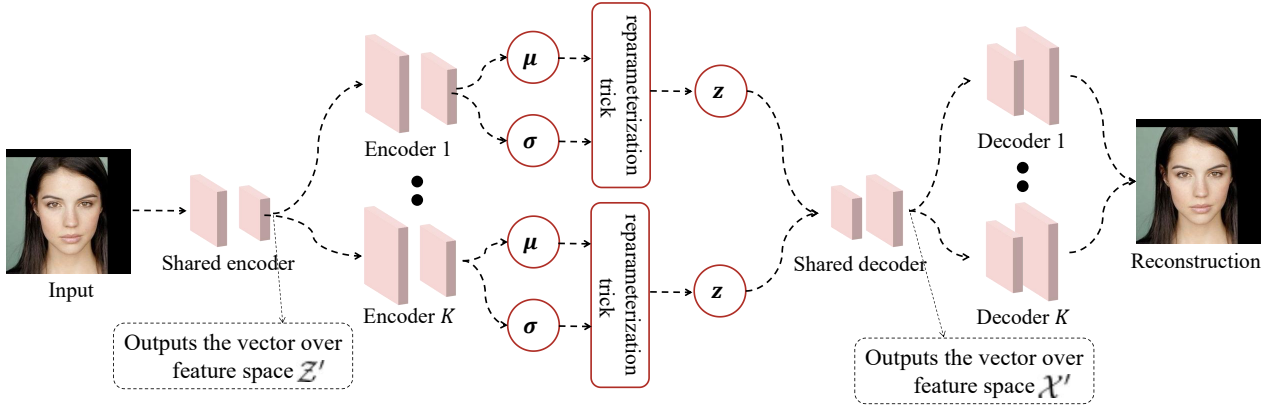 Input
Shared encoder
Outputs the vector over
feature space 𝒵′
Encoder 1
Encoder K
μ
σ
reparameterization
trick
z
μ
σ
reparameterization
trick
z
Shared decoder
Outputs the vector over
feature space 𝒳′
Decoder 1
Decoder K
Reconstruction